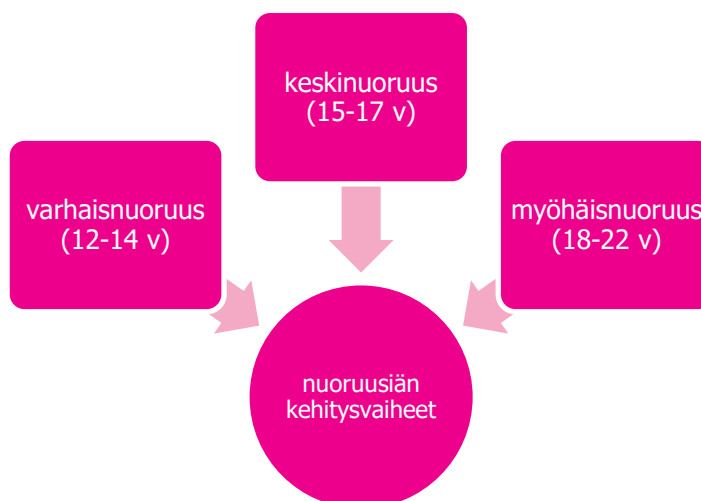 keskinuoruus
(15-17 v)
varhaisnuoruus
(12-14 v)
myöhäisnuoruus
(18-22 v)
nuoruusiän
kehitysvaiheet